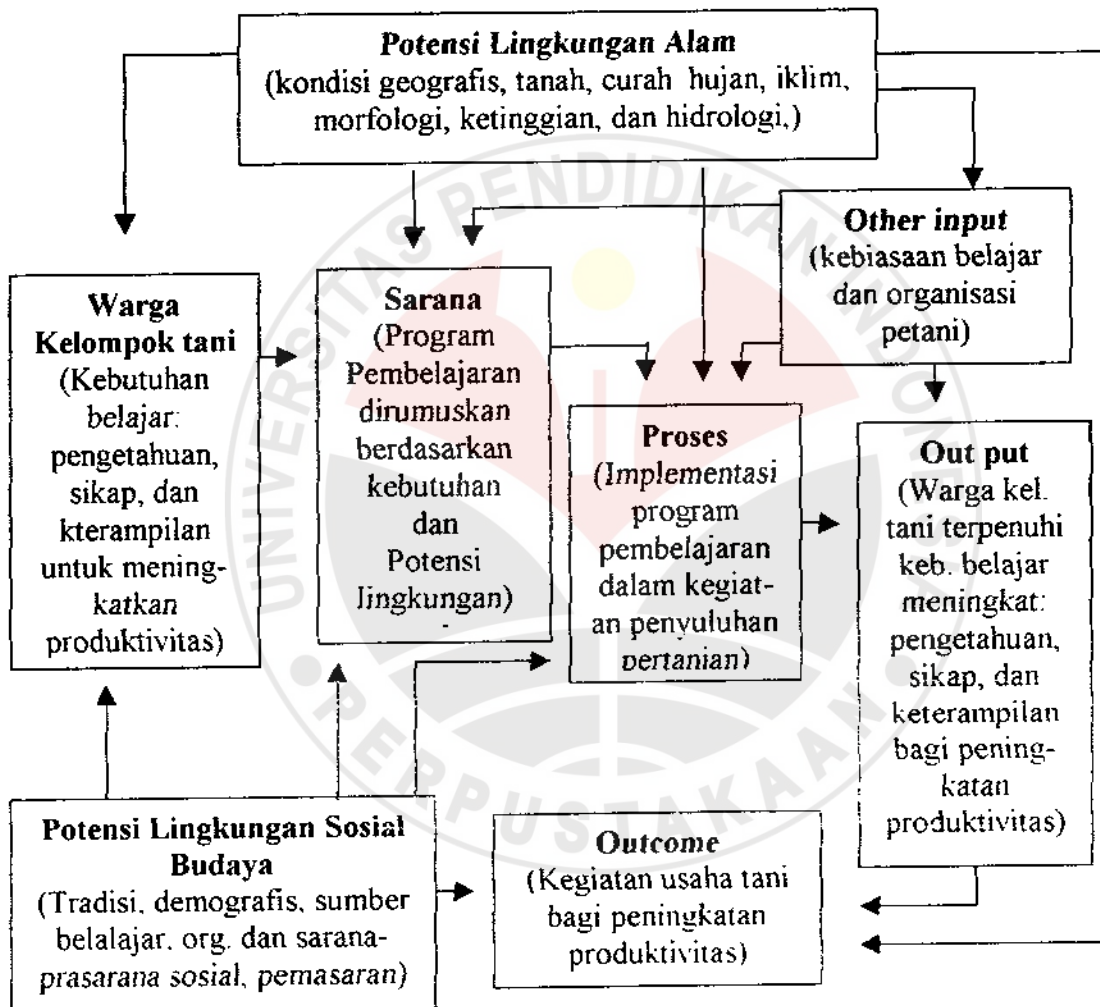 Potensi Lingkungan Alam
(kondisi geografis, tanah, curah hujan, iklim,
morfologi, ketinggian, dan hidrologi,)
Other input
(kebiasaan belajar
dan organisasi
petani)
Warga
Kelompok tani
(Kebutuhan
belajar:
pengetahuan,
sikap, dan
kterampilan
untuk mening-
katkan
produktivitas)
Sarana
(Program
Pembelajaran
dirumuskan
berdasarkan
kebutuhan
dan
Potensi
lingkungan)
Proses
(Implementasi
program
pembelajaran
dalam kegiat-
an penyuluhan
pertanian)
Out put
(Warga kel.
tani terpenuhi
keb. belajar
meningkat:
pengetahuan,
sikap, dan
keterampilan
bagi pening-
katan
produktivitas)
Potensi Lingkungan Sosial
Budaya
(Tradisi, demografis, sumber
belalajar. org. dan sarana-
prasarana sosial, pemasaran)
Outcome
(Kegiatan usaha tani
bagi peningkatan
produktivitas)
UNIVERSITAS PENDIDIKAN INDONESIA
PERPUSTAKAAN